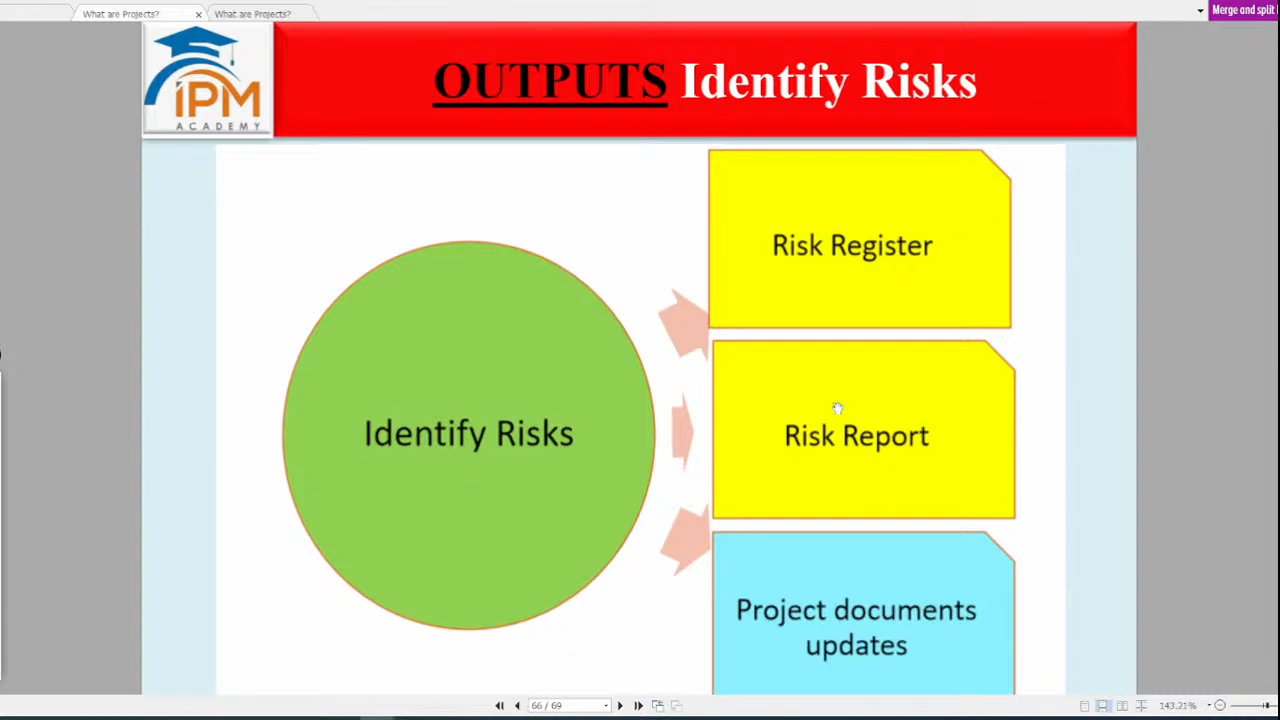 What are Projects?
What are Projects?
Merge and split
iPM
ACADEMY
OUTPUTS Identify Risks
Risk Register
Identify Risks
Risk Report
Project documents
updates
66 / 69
143.21%